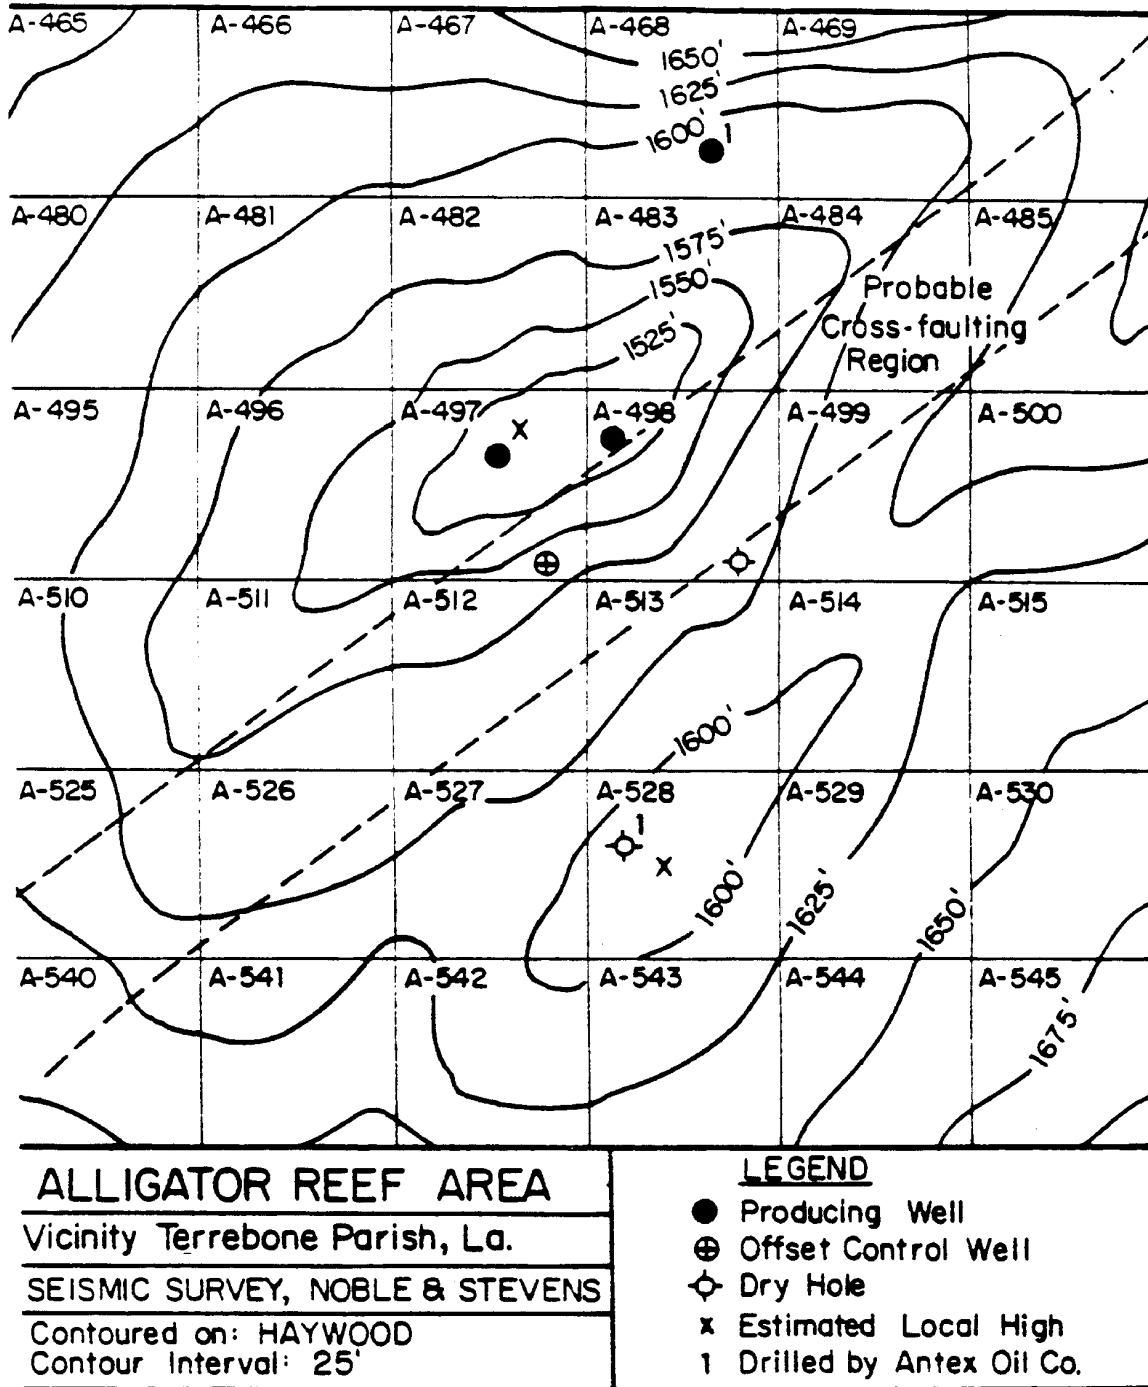 A-465 A-466 A-467 A-468 A-469
1650'
1625'
1600' 1
A-480 A-481 A-482 A-483 A-484 A-485
1575'
1550'
1525'
Probable
Cross-faulting
Region
A-495 A-496 A-497 A-498 A-499 A-500
x
A-510 A-511 A-512 A-513 A-514 A-515
1600'
A-525 A-526 A-527 A-528 A-529 A-530
1
x
1600'
1625'
1650'
A-540 A-541 A-542 A-543 A-544 A-545
1675'
ALLIGATOR REEF AREA
Vicinity Terrebone Parish, La.
SEISMIC SURVEY, NOBLE & STEVENS
Contoured on: HAYWOOD
Contour Interval: 25'
LEGEND
Producing Well
Offset Control Well
Dry Hole
x Estimated Local High
1 Drilled by Antex Oil Co.